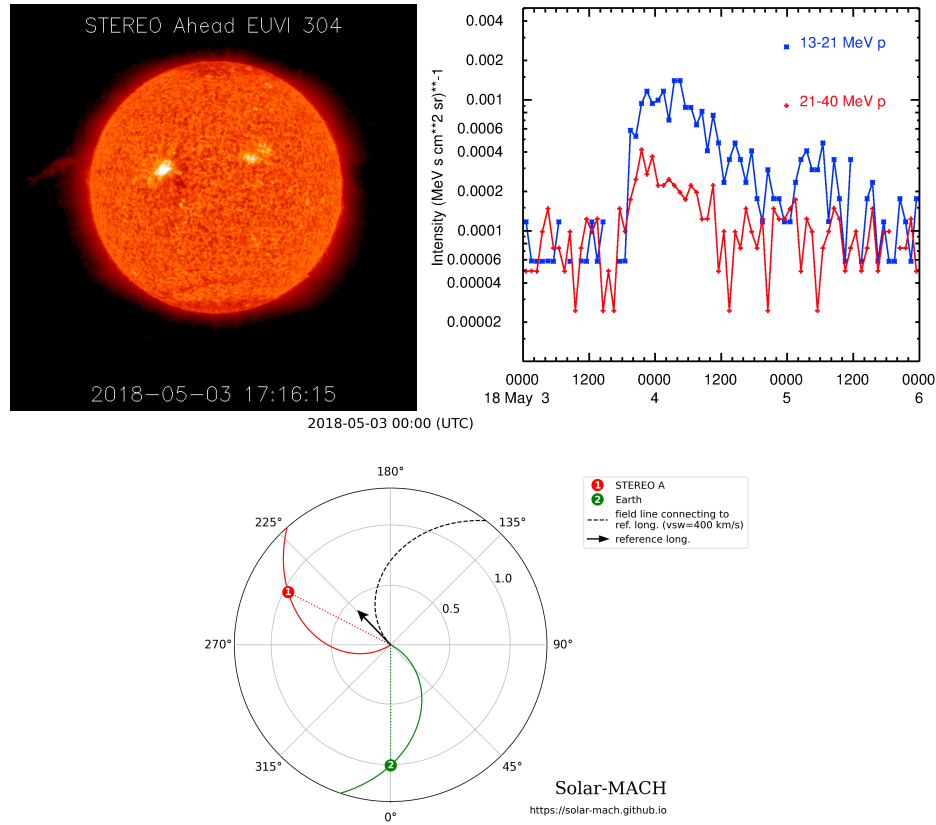 STEREO Ahead EUVI 304
2018-05-03 17:16:15
Intensity (MeV s cm**2 sr)**-1
0.004
0.002
0.001
0.0006
0.0004
0.0002
0.0001
0.00006
0.00004
0.00002
13-21 MeV p
21-40 MeV p
0000 1200 0000 1200 0000 1200 0000
18 May 3 4 5 6
2018-05-03 00:00 (UTC)
180°
225° 135°
1.0
0.5
270° 90°
315° 45°
0°
1
2
1 STEREO A
2 Earth
field line connecting to
ref. long. (vsw=400 km/s)
reference long.
Solar-MACH
https://solar-mach.github.io